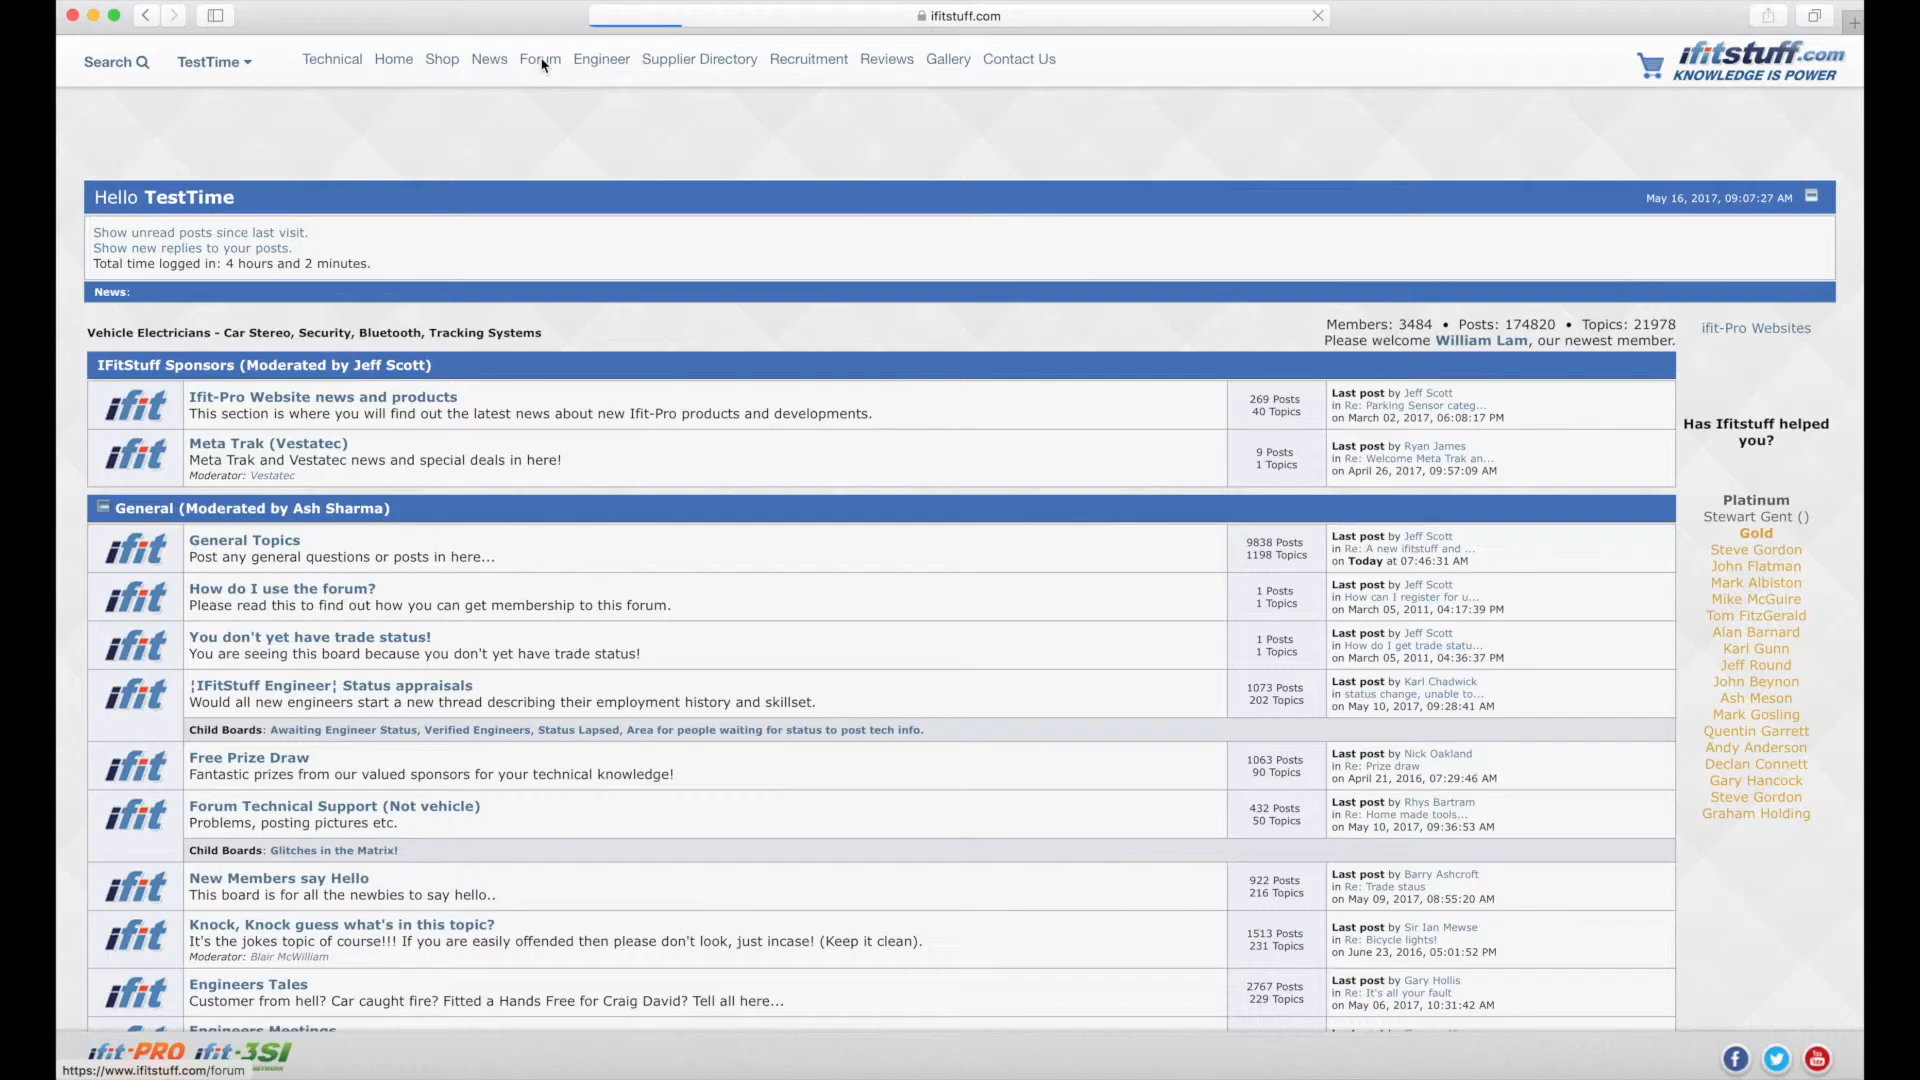 ifitstuff.com
Search TestTime Technical Home Shop News Forum Engineer Supplier Directory Recruitment Reviews Gallery Contact Us
ifitstuff.com
KNOWLEDGE IS POWER
Hello TestTime May 16, 2017, 09:07:27 AM
Show unread posts since last visit.
Show new replies to your posts.
Total time logged in: 4 hours and 2 minutes.
News:
Vehicle Electricians - Car Stereo, Security, Bluetooth, Tracking Systems
Members: 3484 • Posts: 174820 • Topics: 21978
Please welcome William Lam, our newest member.
IFitStuff Sponsors (Moderated by Jeff Scott)
ifit
Ifit-Pro Website news and products
This section is where you will find out the latest news about new Ifit-Pro products and developments.
269 Posts
40 Topics
Last post by Jeff Scott
in Re: Parking Sensor categ...
on March 02, 2017, 06:08:17 PM
ifit
Meta Trak (Vestatec)
Meta Trak and Vestatec news and special deals in here!
Moderator: Vestatec
9 Posts
1 Topics
Last post by Ryan James
in Re: Welcome Meta Trak an...
on April 26, 2017, 09:57:09 AM
General (Moderated by Ash Sharma)
ifit
General Topics
Post any general questions or posts in here...
9838 Posts
1198 Topics
Last post by Jeff Scott
in Re: A new ifitstuff and ...
on Today at 07:46:31 AM
ifit
How do I use the forum?
Please read this to find out how you can get membership to this forum.
1 Posts
1 Topics
Last post by Jeff Scott
in How can I register for u...
on March 05, 2011, 04:17:39 PM
ifit
You don't yet have trade status!
You are seeing this board because you don't yet have trade status!
1 Posts
1 Topics
Last post by Jeff Scott
in How do I get trade statu...
on March 05, 2011, 04:36:37 PM
ifit
¦IFitStuff Engineer¦ Status appraisals
Would all new engineers start a new thread describing their employment history and skillset.
1073 Posts
202 Topics
Last post by Karl Chadwick
in status change, unable to...
on May 10, 2017, 09:28:41 AM
Child Boards: Awaiting Engineer Status, Verified Engineers, Status Lapsed, Area for people waiting for status to post tech info.
ifit
Free Prize Draw
Fantastic prizes from our valued sponsors for your technical knowledge!
1063 Posts
90 Topics
Last post by Nick Oakland
in Re: Prize draw
on April 21, 2016, 07:29:46 AM
ifit
Forum Technical Support (Not vehicle)
Problems, posting pictures etc.
432 Posts
50 Topics
Last post by Rhys Bartram
in Re: Home made tools...
on May 10, 2017, 09:36:53 AM
Child Boards: Glitches in the Matrix!
ifit
New Members say Hello
This board is for all the newbies to say hello..
922 Posts
216 Topics
Last post by Barry Ashcroft
in Re: Trade staus
on May 09, 2017, 08:55:20 AM
ifit
Knock, Knock guess what's in this topic?
It's the jokes topic of course!!! If you are easily offended then please don't look, just incase! (Keep it clean).
Moderator: Blair McWilliam
1513 Posts
231 Topics
Last post by Sir Ian Mewse
in Re: Bicycle lights!
on June 23, 2016, 05:01:52 PM
ifit
Engineers Tales
Customer from hell? Car caught fire? Fitted a Hands Free for Craig David? Tell all here...
2767 Posts
229 Topics
Last post by Gary Hollis
in Re: It's all your fault
on May 06, 2017, 10:31:42 AM
Engineers Meetings
ifit-Pro Websites
Has Ifitstuff helped
you?
Platinum
Stewart Gent ()
Gold
Steve Gordon
John Flatman
Mark Albiston
Mike McGuire
Tom FitzGerald
Alan Barnard
Karl Gunn
Jeff Round
John Beynon
Ash Meson
Mark Gosling
Quentin Garrett
Andy Anderson
Declan Connett
Gary Hancock
Steve Gordon
Graham Holding
ifit-PRO ifit-3SI
NETWORK
https://www.ifitstuff.com/forum